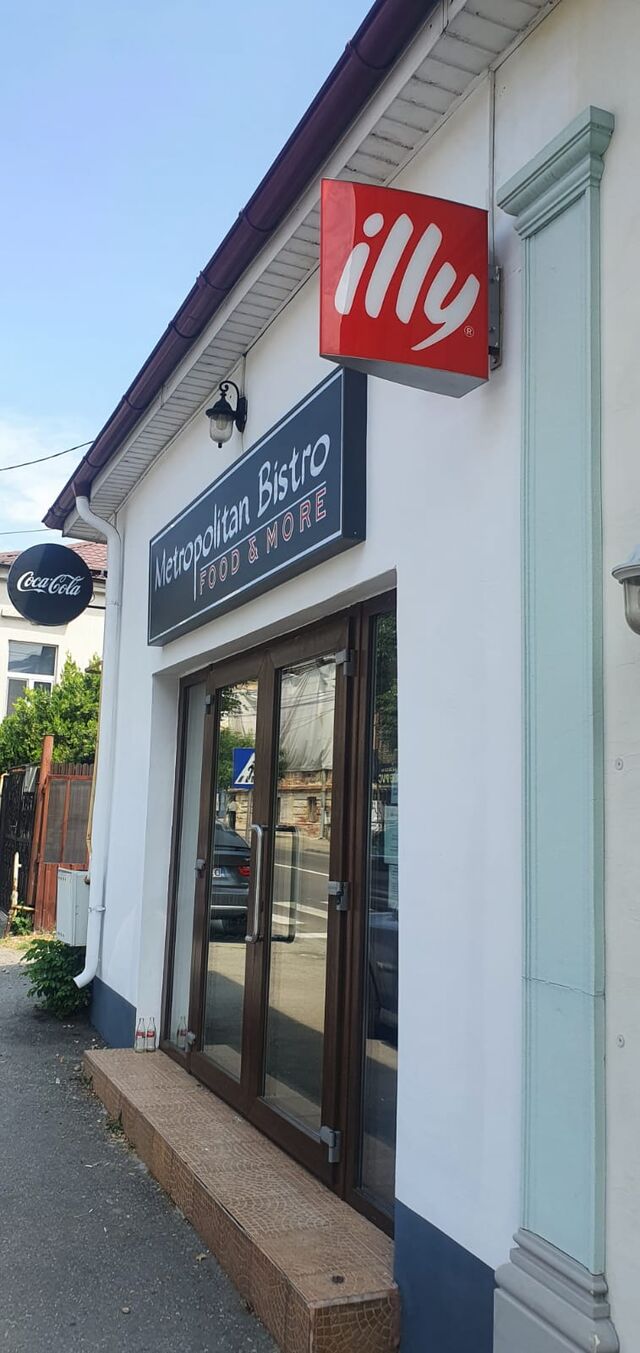 illy®
Metropolitan Bistro
FOOD & MORE
Coca-Cola